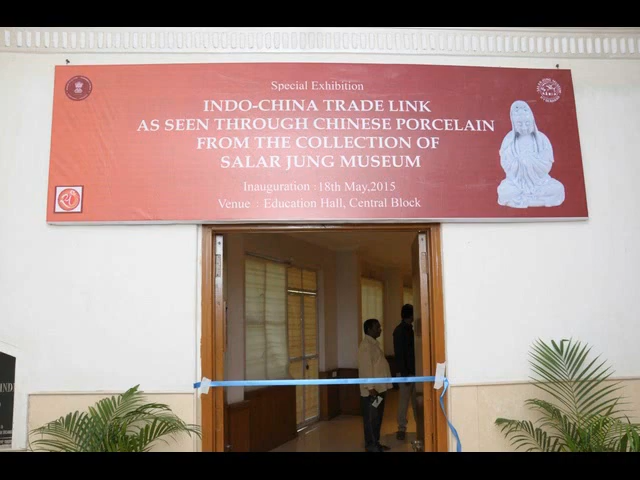 Special Exhibition
INDO-CHINA TRADE LINK
AS SEEN THROUGH CHINESE PORCELAIN
FROM THE COLLECTION OF
SALAR JUNG MUSEUM
Inauguration : 18th May,2015
Venue : Education Hall, Central Block